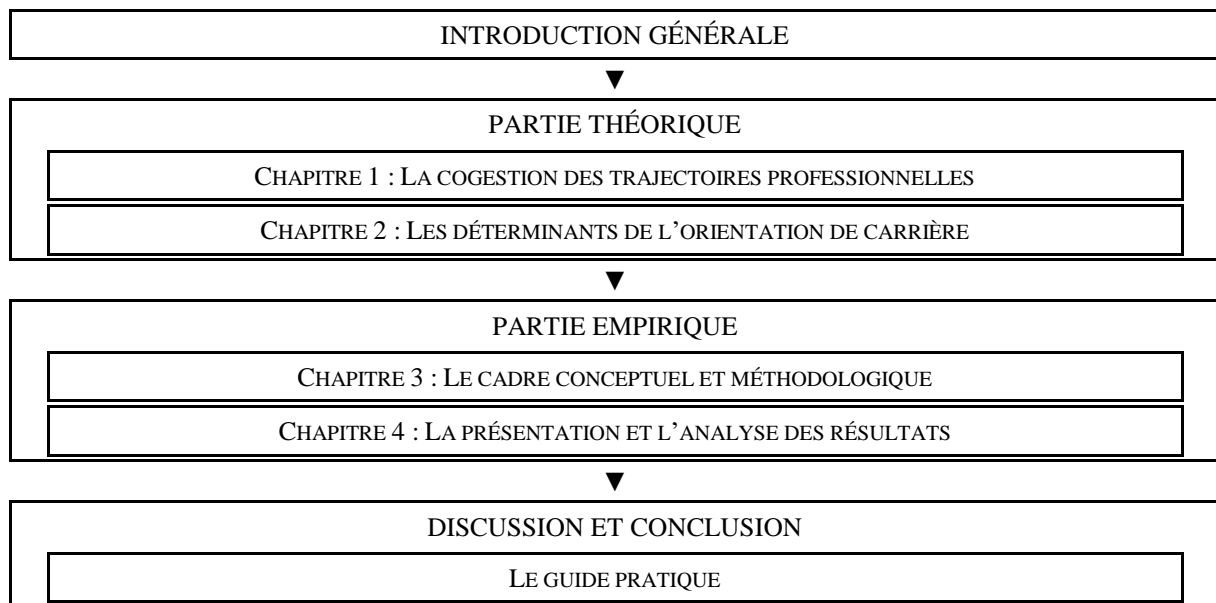 INTRODUCTION GÉNÉRALE
▼
PARTIE THÉORIQUE
CHAPITRE 1 : LA COGESTION DES TRAJECTOIRES PROFESSIONNELLES
CHAPITRE 2 : LES DÉTERMINANTS DE L’ORIENTATION DE CARRIÈRE
▼
PARTIE EMPIRIQUE
CHAPITRE 3 : LE CADRE CONCEPTUEL ET MÉTHODOLOGIQUE
CHAPITRE 4 : LA PRÉSENTATION ET L’ANALYSE DES RÉSULTATS
▼
DISCUSSION ET CONCLUSION
LE GUIDE PRATIQUE